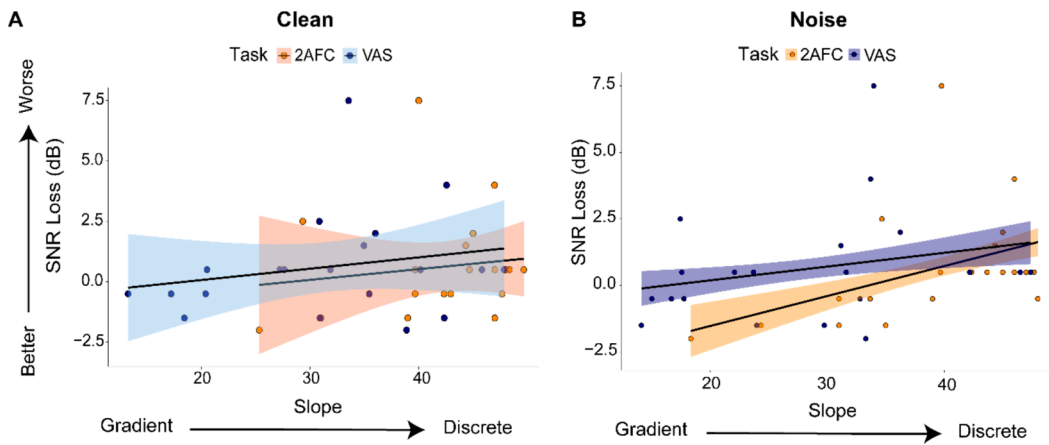 A
Clean
Task 2AFC VAS
Worse
Better
SNR Loss (dB)
7.5
5.0
2.5
0.0
−2.5
20 30 40
Slope
Gradient Discrete
B
Noise
Task 2AFC VAS
SNR Loss (dB)
7.5
5.0
2.5
0.0
−2.5
20 30 40
Slope
Gradient Discrete